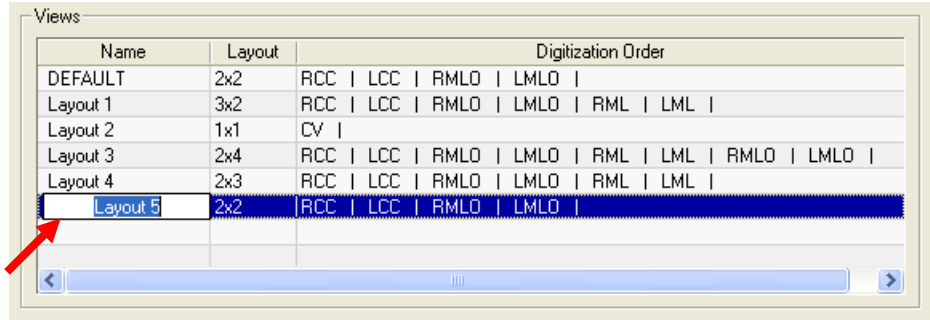 Views
Name Layout Digitization Order
DEFAULT 2x2 RCC | LCC | RMLO | LMLO |
Layout 1 3x2 RCC | LCC | RMLO | LMLO | RML | LML |
Layout 2 1x1 CV |
Layout 3 2x4 RCC | LCC | RMLO | LMLO | RML | LML | RMLO | LMLO |
Layout 4 2x3 RCC | LCC | RMLO | LMLO | RML | LML |
Layout 5 2x2 RCC | LCC | RMLO | LMLO |